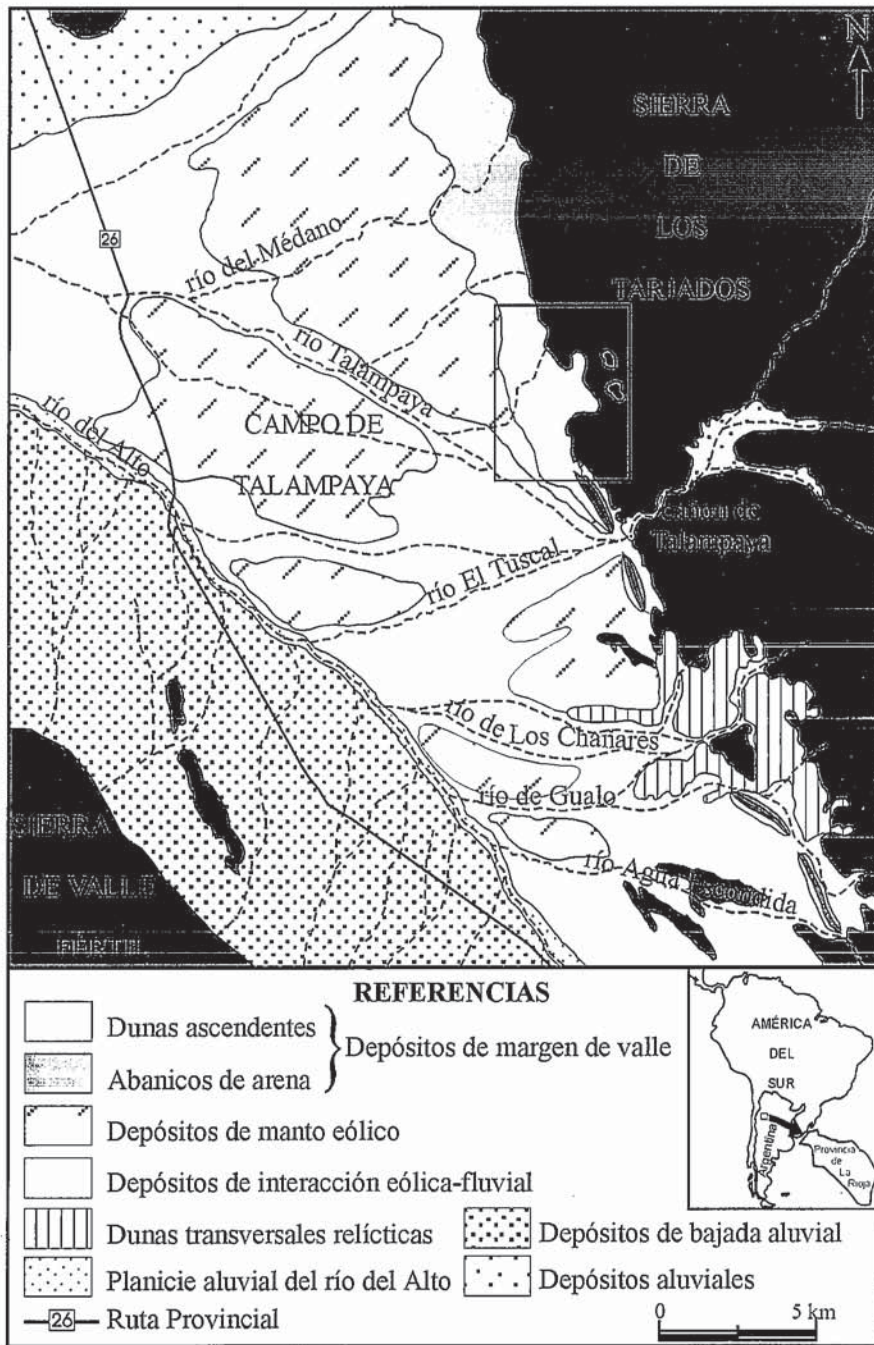 N
SIERRA
DE
LOS
TARJADOS
26
río del Médano
río Talampaya
río del Alto
CAMPO DE
TALAMPAYA
cañon de
Talampaya
río El Tuscal
río de Los Chañares
río de Gualo
río Agua Escondida
SIERRA
DE VALLE
FÉRTIL
REFERENCIAS
Dunas ascendentes
Abanicos de arena
Depósitos de margen de valle
Depósitos de manto eólico
Depósitos de interacción eólica-fluvial
Dunas transversales relícticas
Depósitos de bajada aluvial
Planicie aluvial del río del Alto
Depósitos aluviales
26 Ruta Provincial
0 5 km
AMÉRICA
DEL
SUR
Argentina
Provincia
de
La Rioja